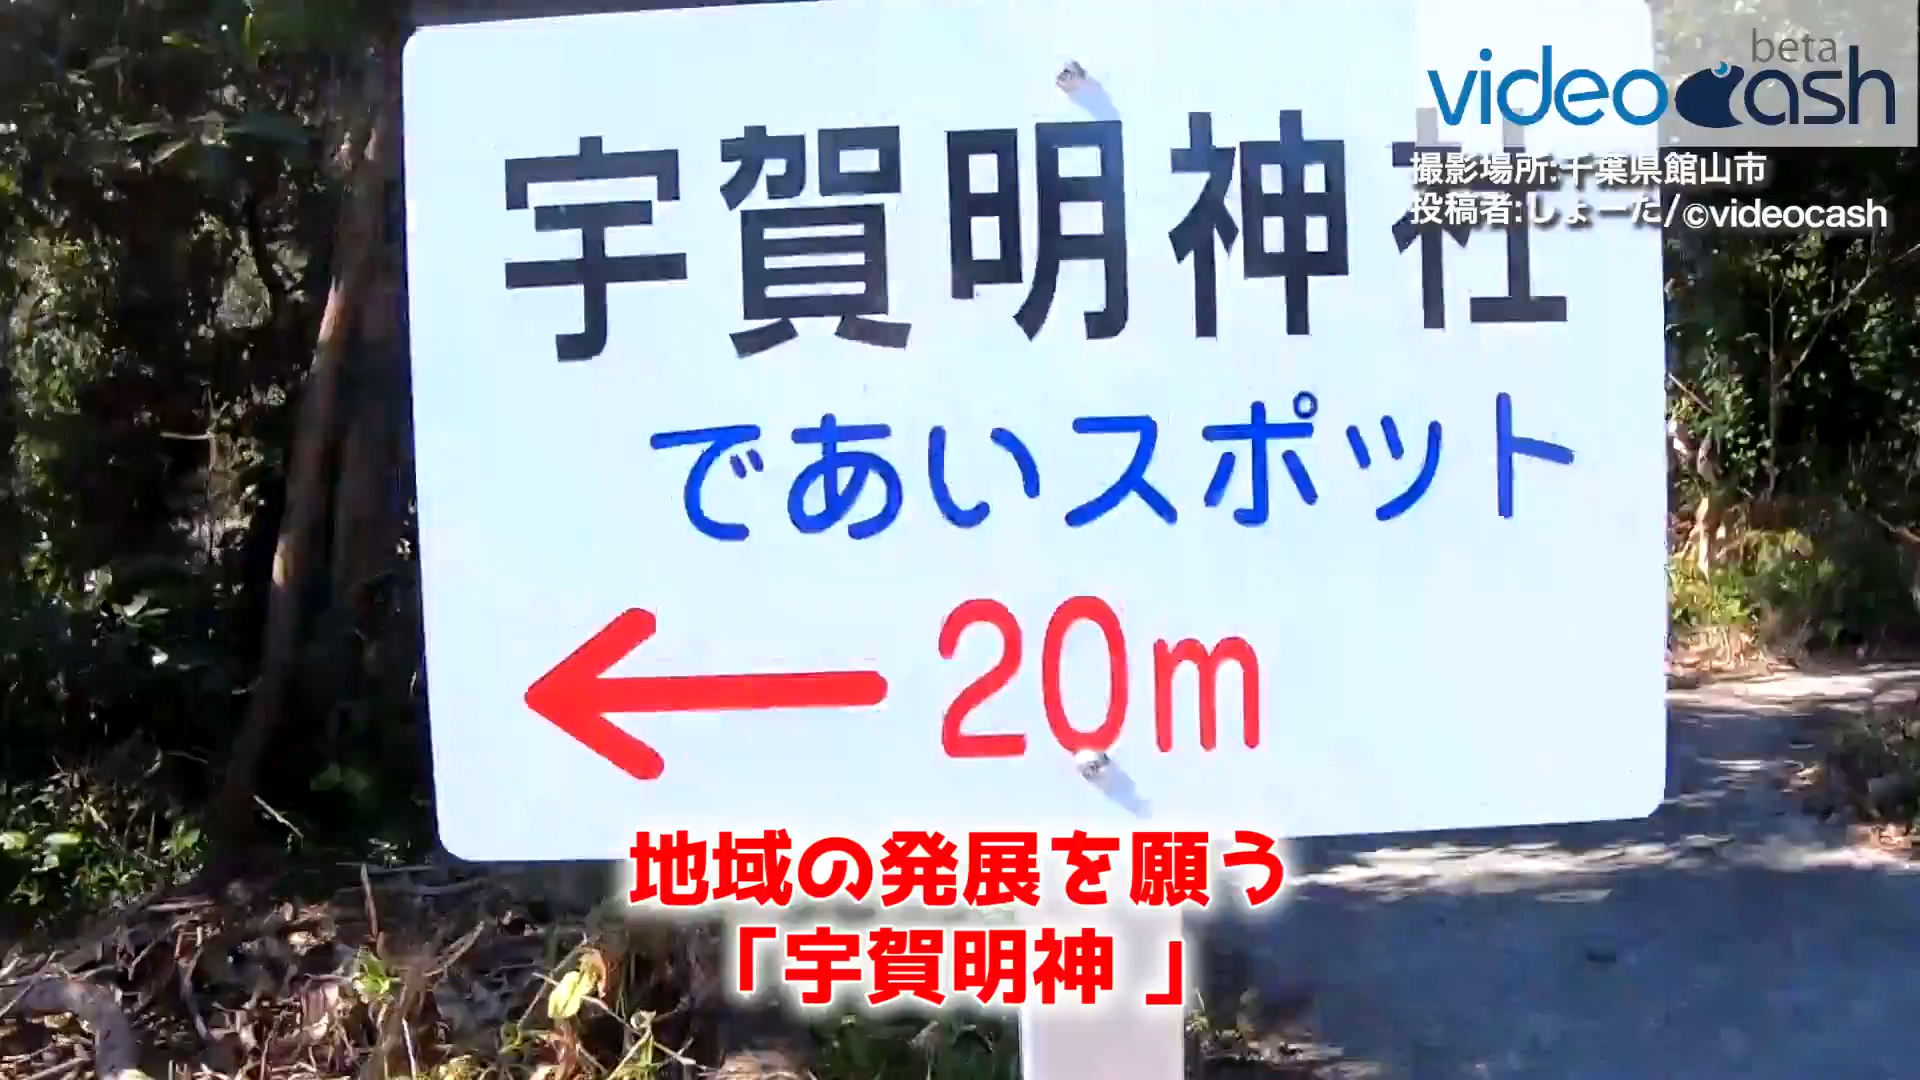 beta
videocash
撮影場所:千葉県館山市
投稿者:しょーた/©videocash
宇賀明神社
であいスポット
←20m
地域の発展を願う
「宇賀明神 」